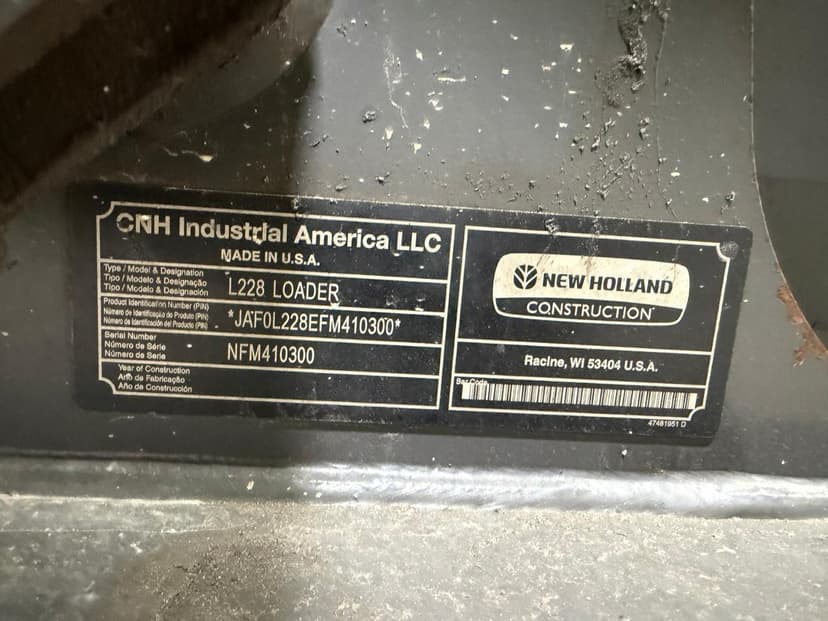 CNH Industrial America LLC
MADE IN U.S.A.
Type / Model & Designation
Tipo / Modelo & Designação
Tipo / Modelo & Designación
L228 LOADER
Product Identification Number (PIN)
Número de Identificação do Produto (PIN)
Número de Identificación del Producto (PIN)
*JAF0L228EFM410300*
Serial Number
Número de Série
Número de Serie
NFM410300
Year of Construction
Año de Fabricação
Año de Construcción
NEW HOLLAND
CONSTRUCTION
Racine, WI 53404 U.S.A.
Bar Code
47481951 D